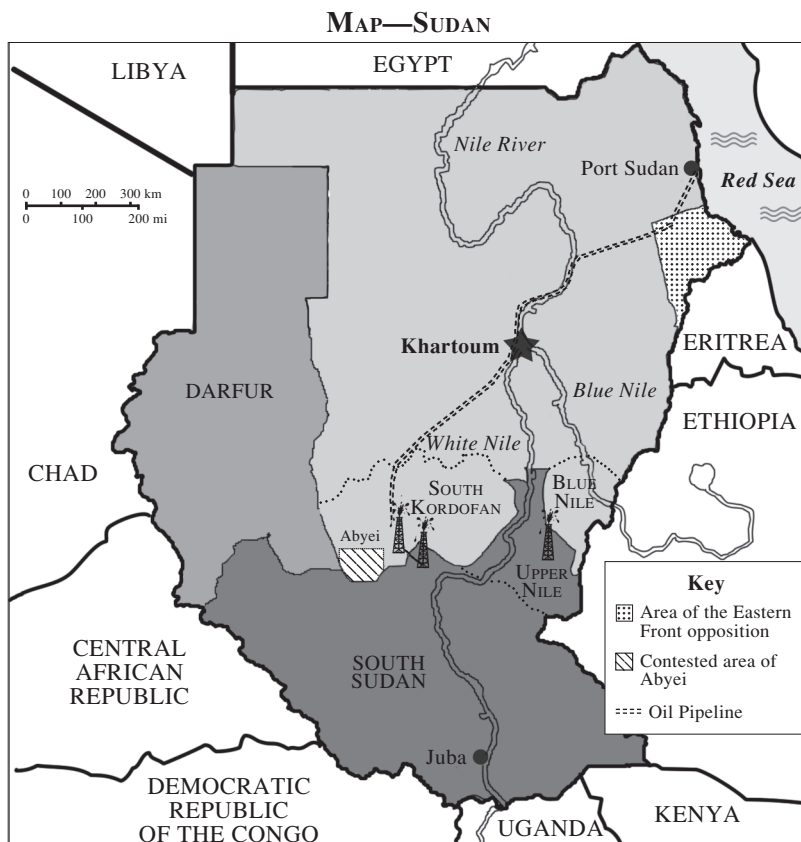 MAP—SUDAN
LIBYA
EGYPT
Nile River
Port Sudan
Red Sea
0 100 200 300 km
0 100 200 mi
Khartoum
ERITREA
DARFUR
Blue Nile
ETHIOPIA
White Nile
CHAD
SOUTH
KORDOFAN
BLUE
NILE
Abyei
UPPER
NILE
Key
Area of the Eastern
Front opposition
Contested area of
Abyei
Oil Pipeline
CENTRAL
AFRICAN
REPUBLIC
SOUTH
SUDAN
Juba
DEMOCRATIC
REPUBLIC
OF THE CONGO
UGANDA
KENYA